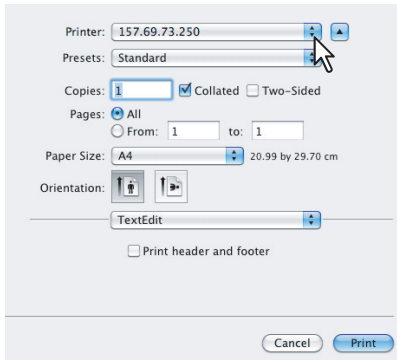 Printer: 157.69.73.250
Presets: Standard
Copies: 1 Collated Two-Sided
Pages: All
From: 1 to: 1
Paper Size: A4 20.99 by 29.70 cm
Orientation:
TextEdit
Print header and footer
Cancel Print